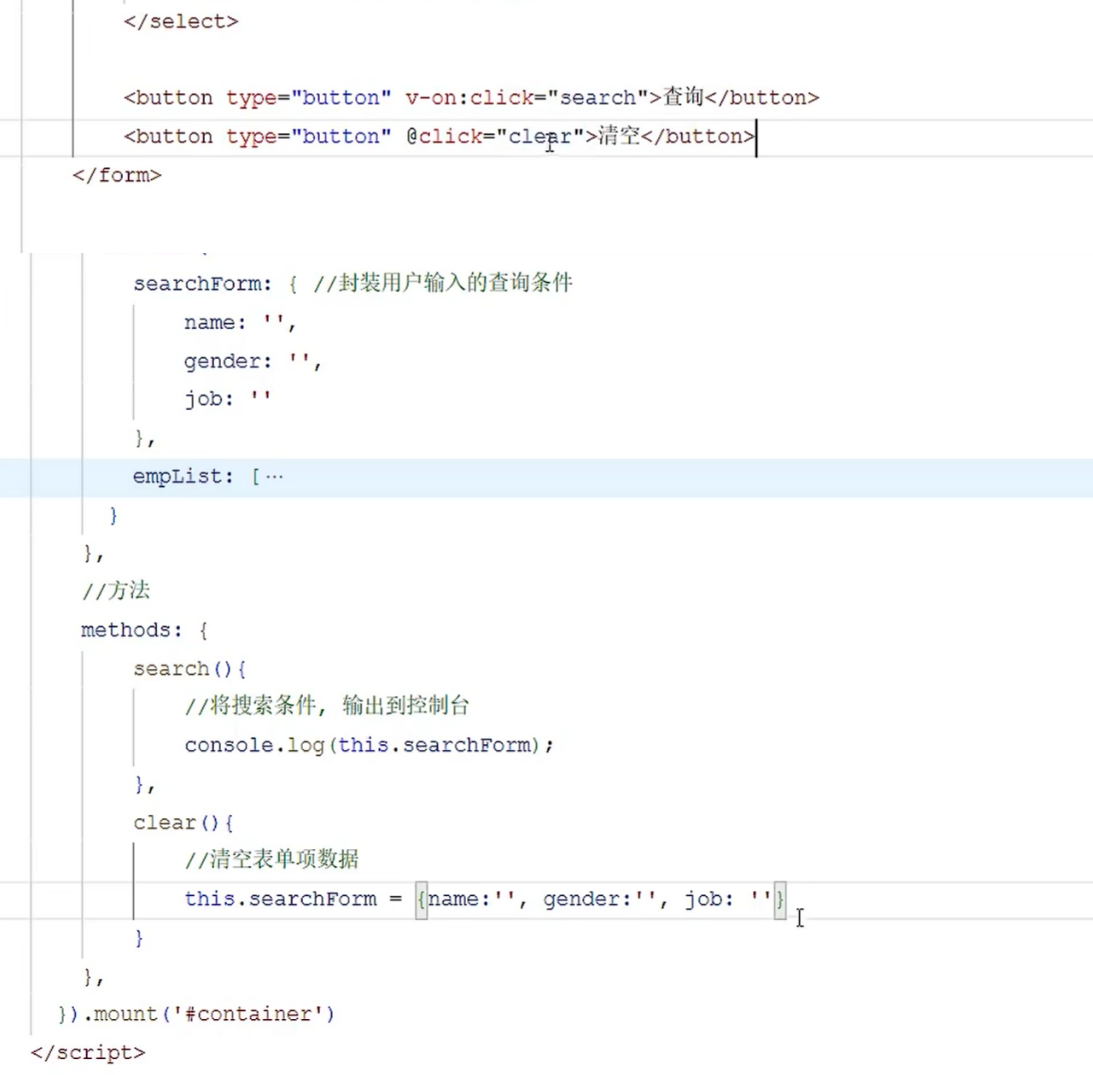 </select>
<button type="button" v-on:click="search">查询</button>
<button type="button" @click="clear">清空</button>
</form>
searchForm: { //封装用户输入的查询条件
name: '',
gender: '',
job: ''
},
empList: [···
}
},
//方法
methods: {
search(){
//将搜索条件, 输出到控制台
console.log(this.searchForm);
},
clear(){
//清空表单项数据
this.searchForm = {name:'', gender:'', job: ''}
}
},
}).mount('#container')
</script>